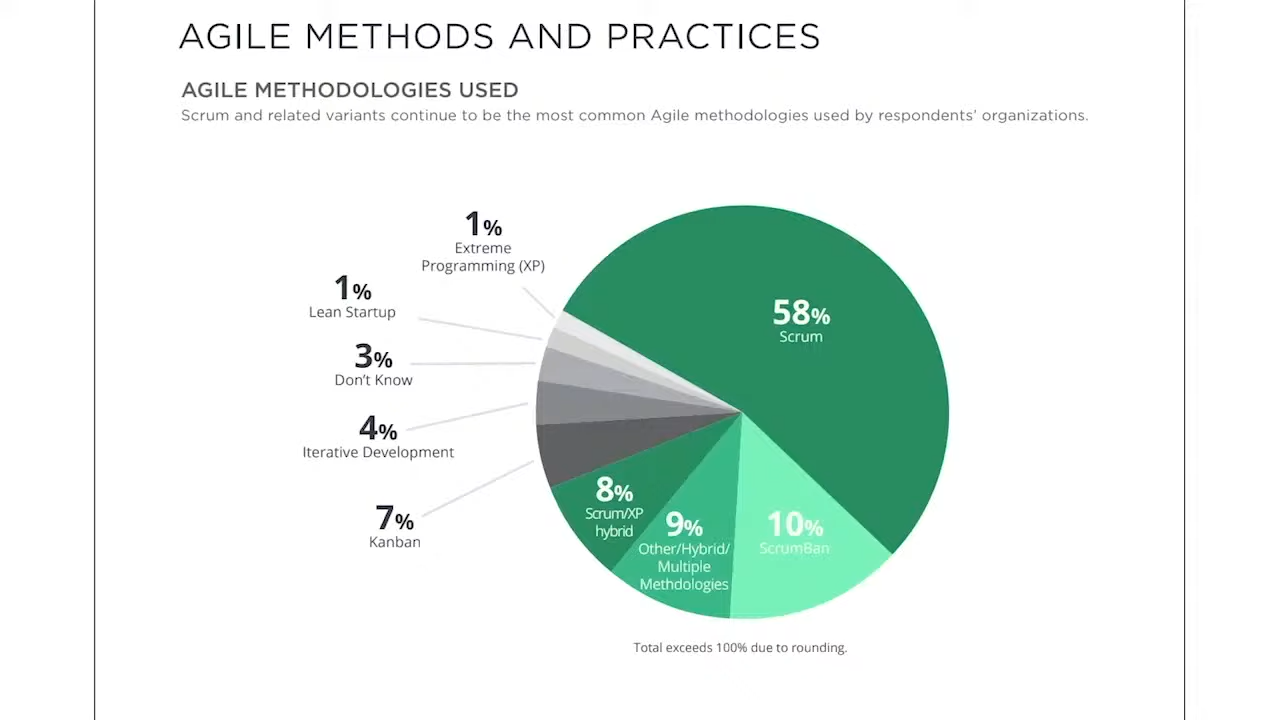 AGILE METHODS AND PRACTICES
AGILE METHODOLOGIES USED
Scrum and related variants continue to be the most common Agile methodologies used by respondents’ organizations.
1%
Extreme
Programming (XP)
1%
Lean Startup
3%
Don’t Know
4%
Iterative Development
7%
Kanban
58%
Scrum
8%
Scrum/XP
hybrid
9%
Other/Hybrid/
Multiple
Methdologies
10%
ScrumBan
Total exceeds 100% due to rounding.